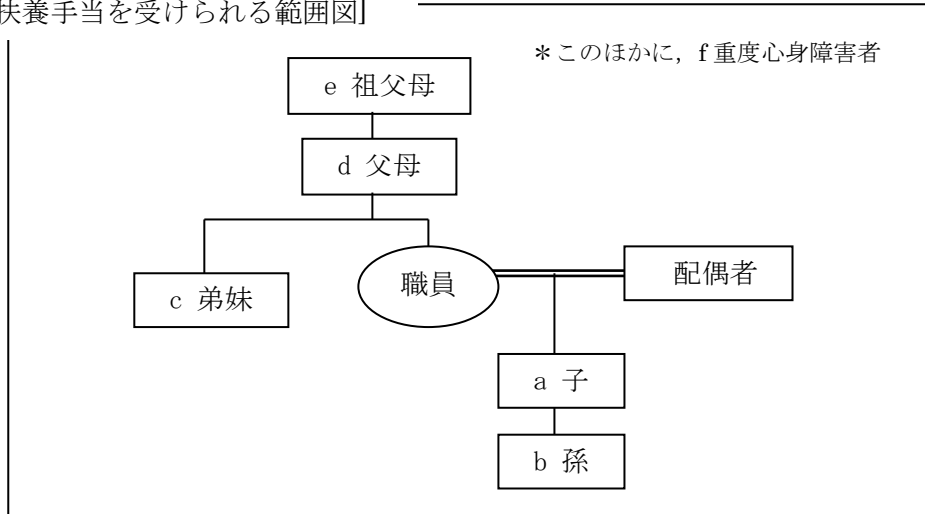 扶養手当を受けられる範囲図]
＊このほかに，f 重度心身障害者
e 祖父母
d 父母
c 弟妹
職員
配偶者
a 子
b 孫